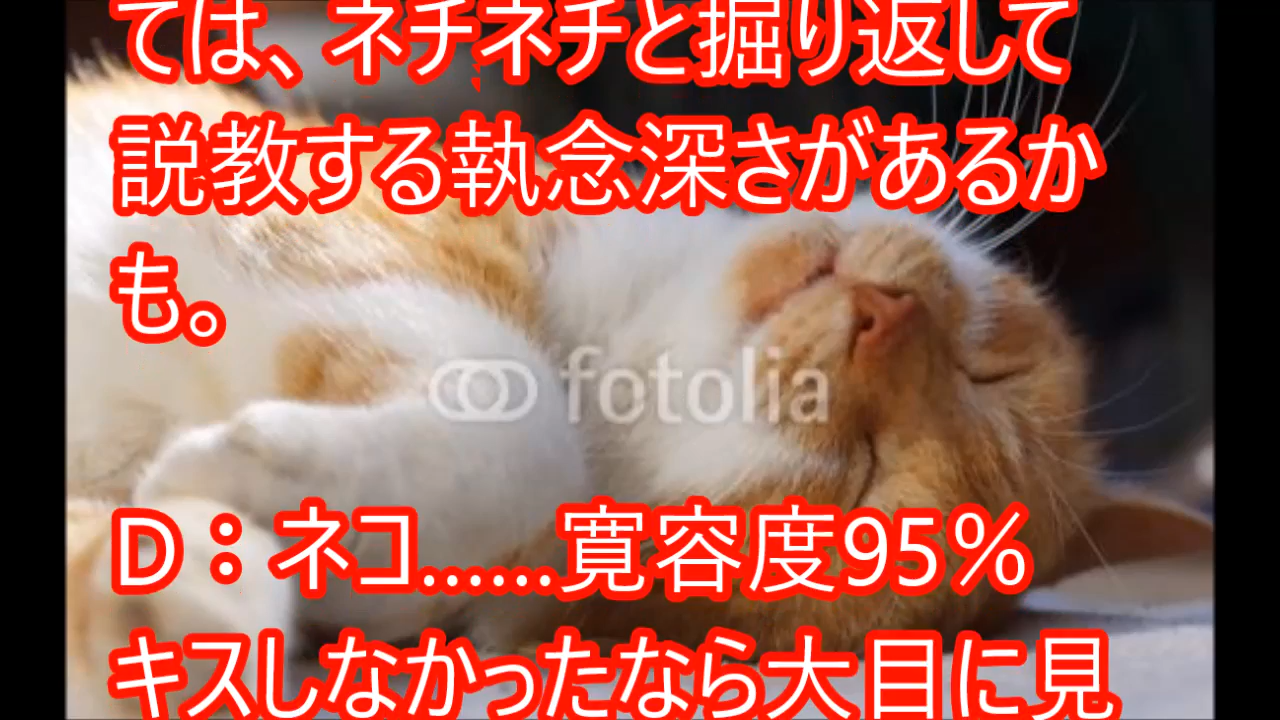 ては、ネチネチと掘り返して
説教する執念深さがあるか
も。
fotolia
D：ネコ……寛容度95％
キスしなかったなら大目に見